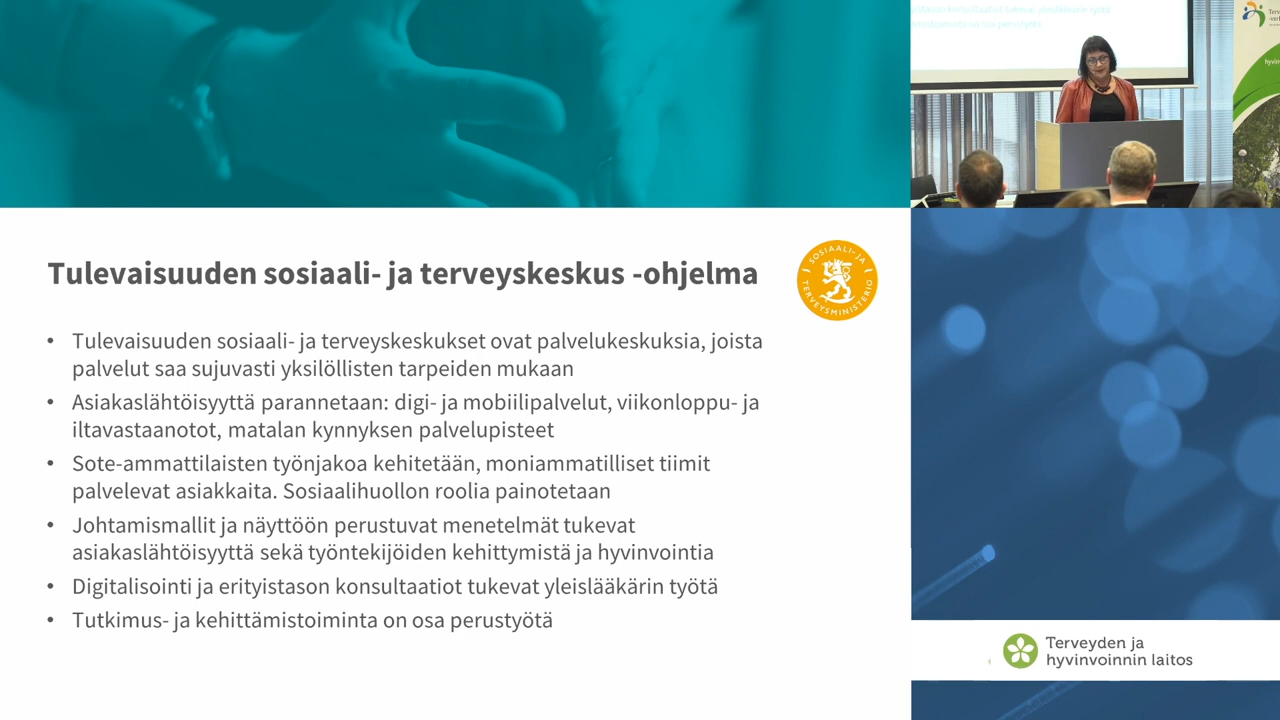 Tulevaisuuden sosiaali- ja terveyskeskus -ohjelma
SOSIAALI- JA
TERVEYSMINISTERIÖ
• Tulevaisuuden sosiaali- ja terveyskeskukset ovat palvelukeskuksia, joista
palvelut saa sujuvasti yksilöllisten tarpeiden mukaan
• Asiakaslähtöisyyttä parannetaan: digi- ja mobiilipalvelut, viikonloppu- ja
iltavastaanotot, matalan kynnyksen palvelupisteet
• Sote-ammattilaisten työnjakoa kehitetään, moniammatilliset tiimit
palvelevat asiakkaita. Sosiaalihuollon roolia painotetaan
• Johtamismallit ja näyttöön perustuvat menetelmät tukevat
asiakaslähtöisyyttä sekä työntekijöiden kehittymistä ja hyvinvointia
• Digitalisointi ja erityistason konsultaatiot tukevat yleislääkärin työtä
• Tutkimus- ja kehittämistoiminta on osa perustyötä
Terveyden ja
hyvinvoinnin laitos